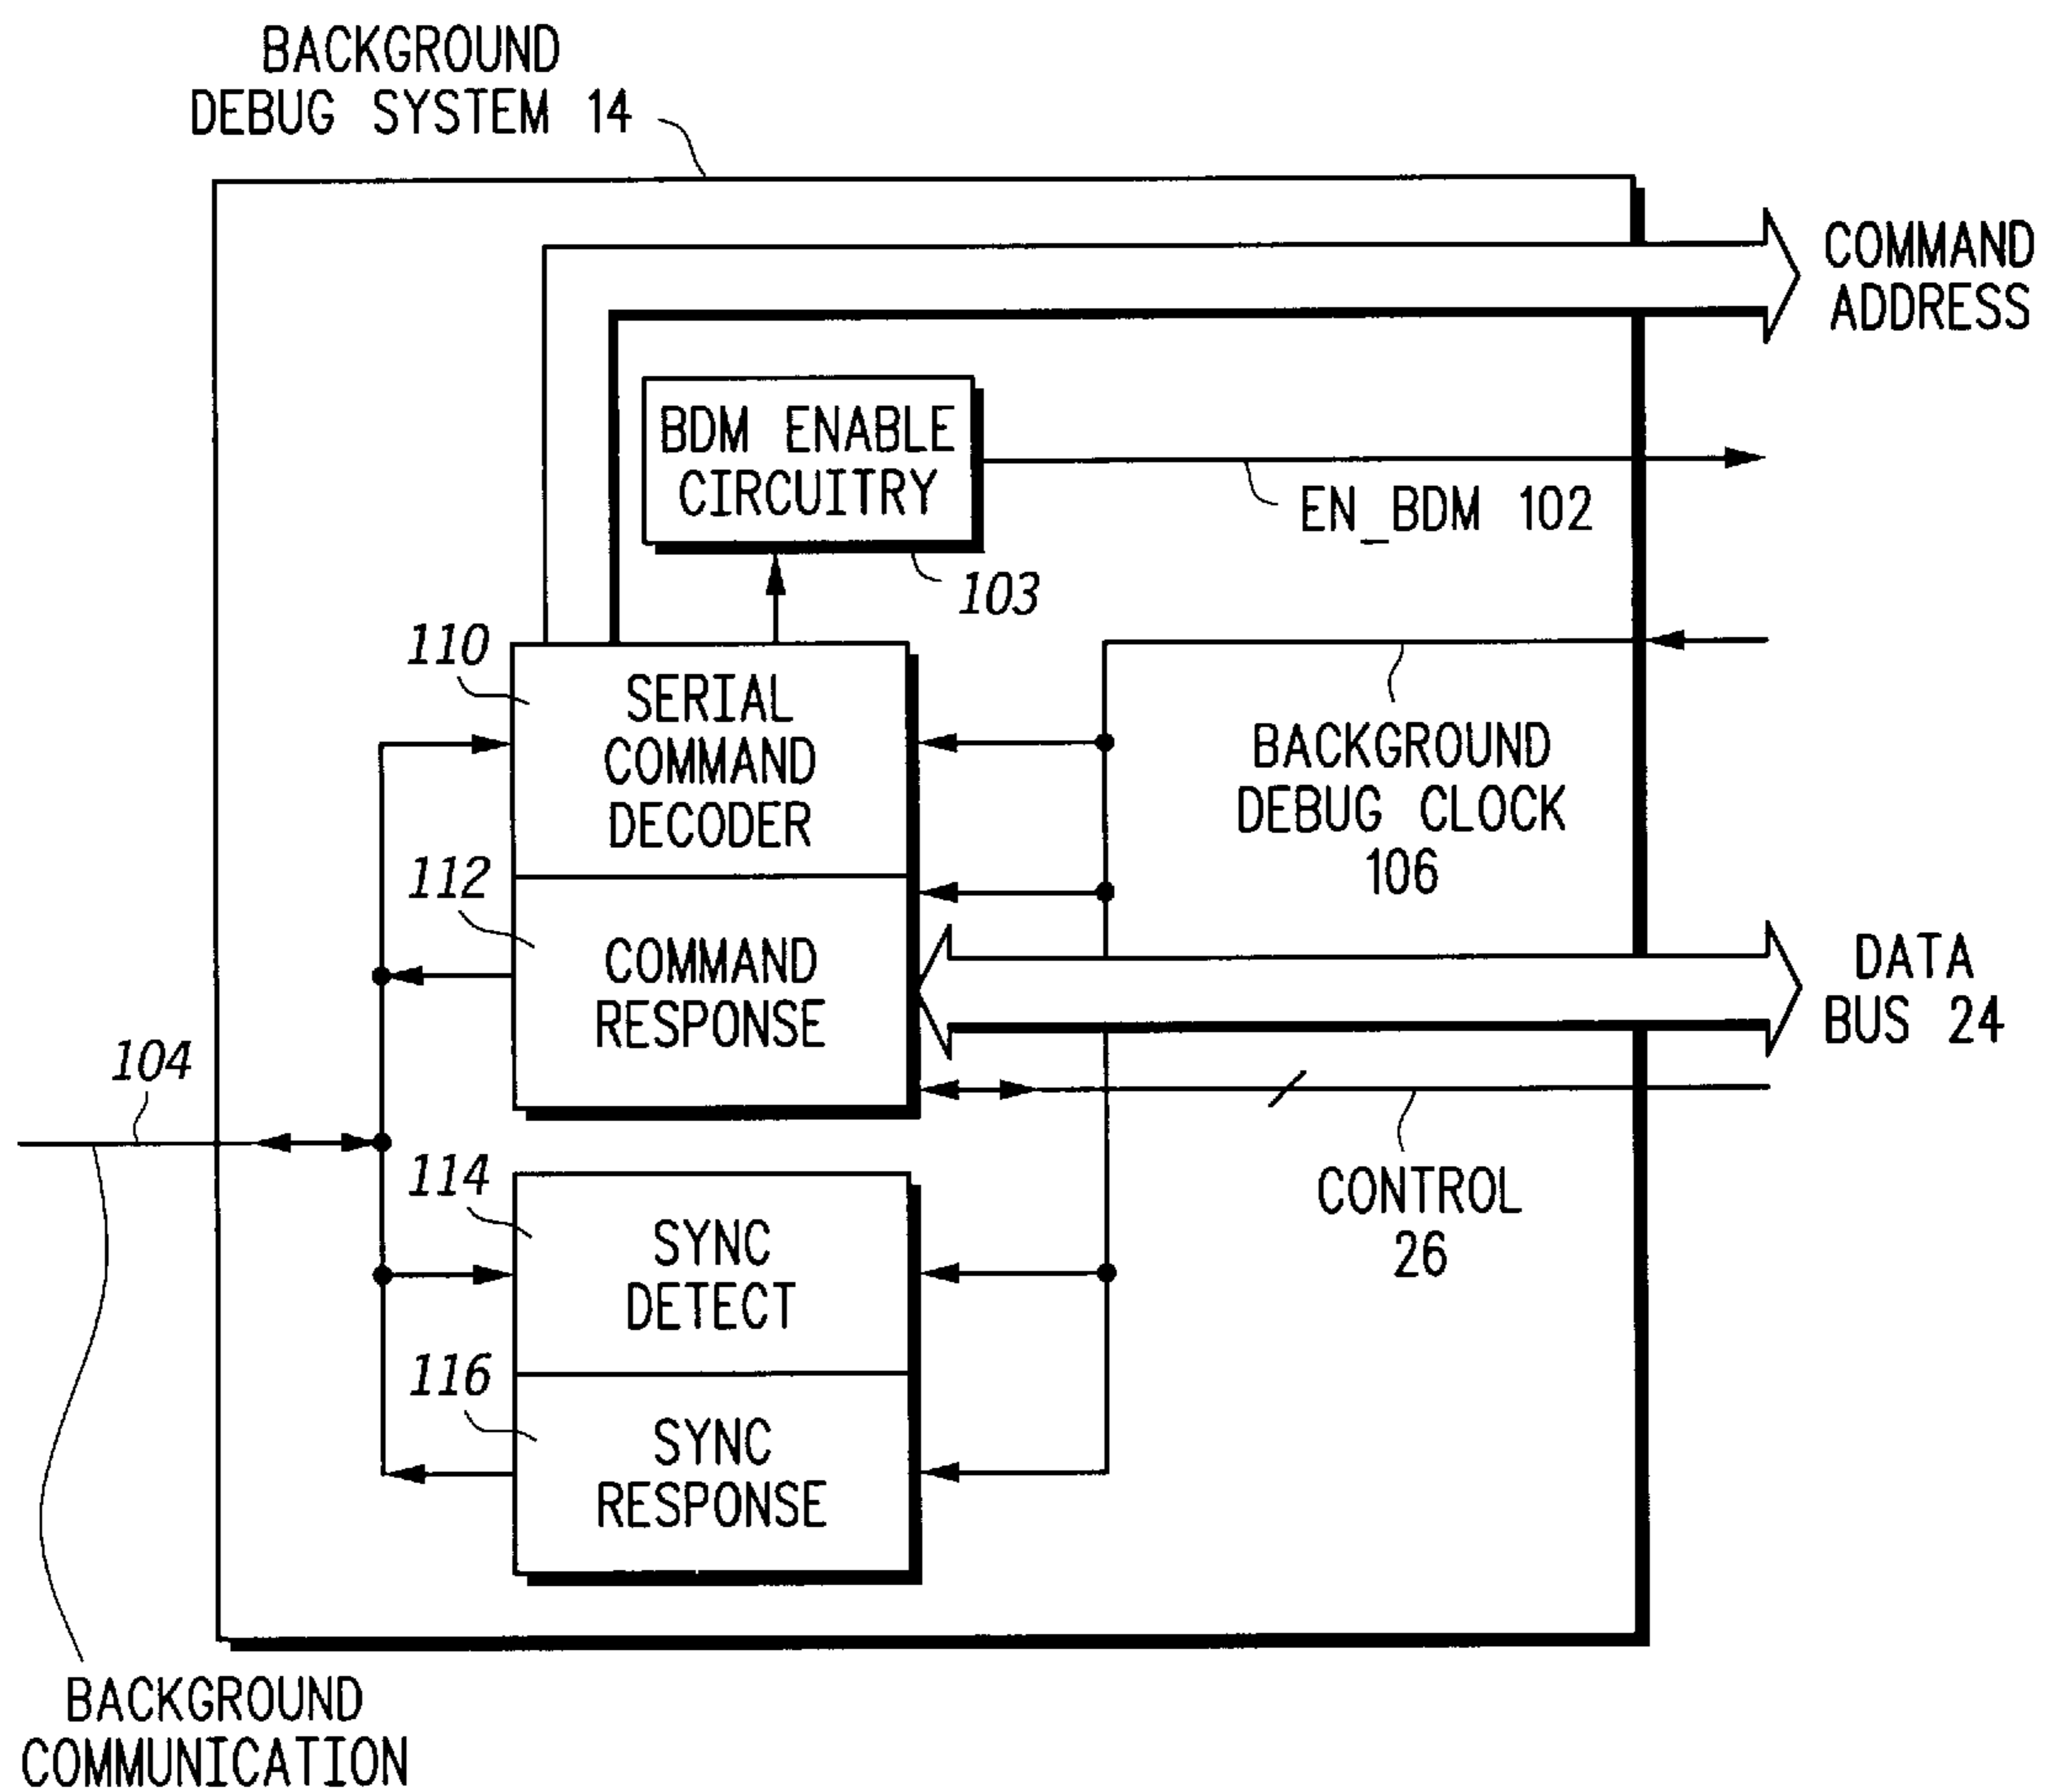 BACKGROUND
DEBUG SYSTEM 14
COMMAND
ADDRESS
BDM ENABLE
CIRCUITRY
EN_BDM 102
103
110
SERIAL
COMMAND
DECODER
BACKGROUND
DEBUG CLOCK
106
112
COMMAND
RESPONSE
DATA
BUS 24
104
114
SYNC
DETECT
CONTROL
26
116
SYNC
RESPONSE
BACKGROUND
COMMUNICATION